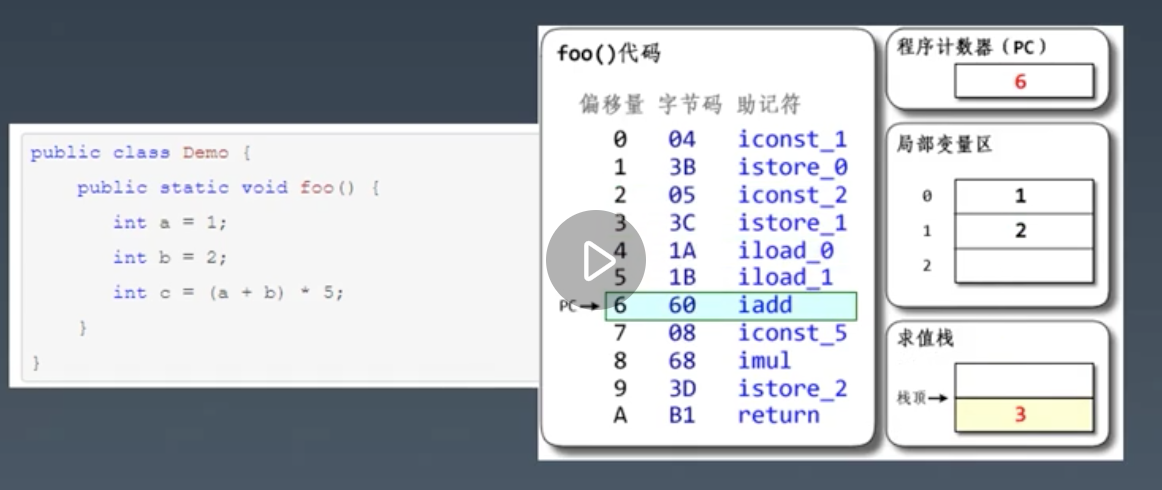 public class Demo {
public static void foo() {
int a = 1;
int b = 2;
int c = (a + b) * 5;
}
}
foo()代码
偏移量 字节码 助记符
0 04 iconst_1
1 3B istore_0
2 05 iconst_2
3 3C istore_1
4 1A iload_0
5 1B iload_1
PC 6 60 iadd
7 08 iconst_5
8 68 imul
9 3D istore_2
A B1 return
程序计数器(PC)
6
局部变量区
0 1
1 2
2
求值栈
栈顶
3